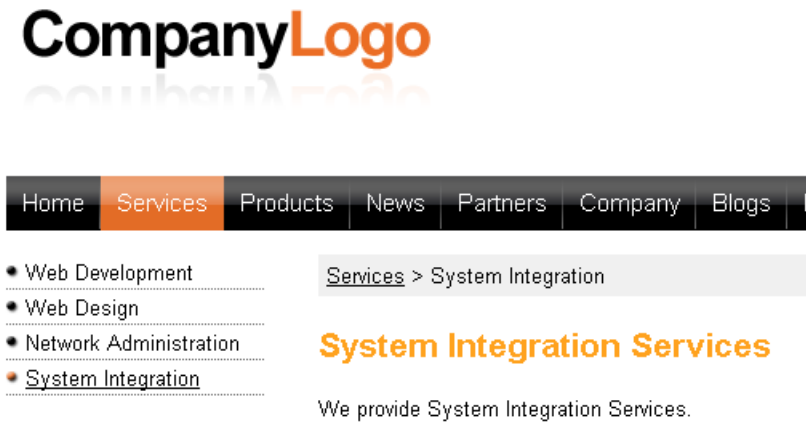 CompanyLogo
Home Services Products News Partners Company Blogs
Web Development
Web Design
Network Administration
System Integration
Services > System Integration
System Integration Services
We provide System Integration Services.